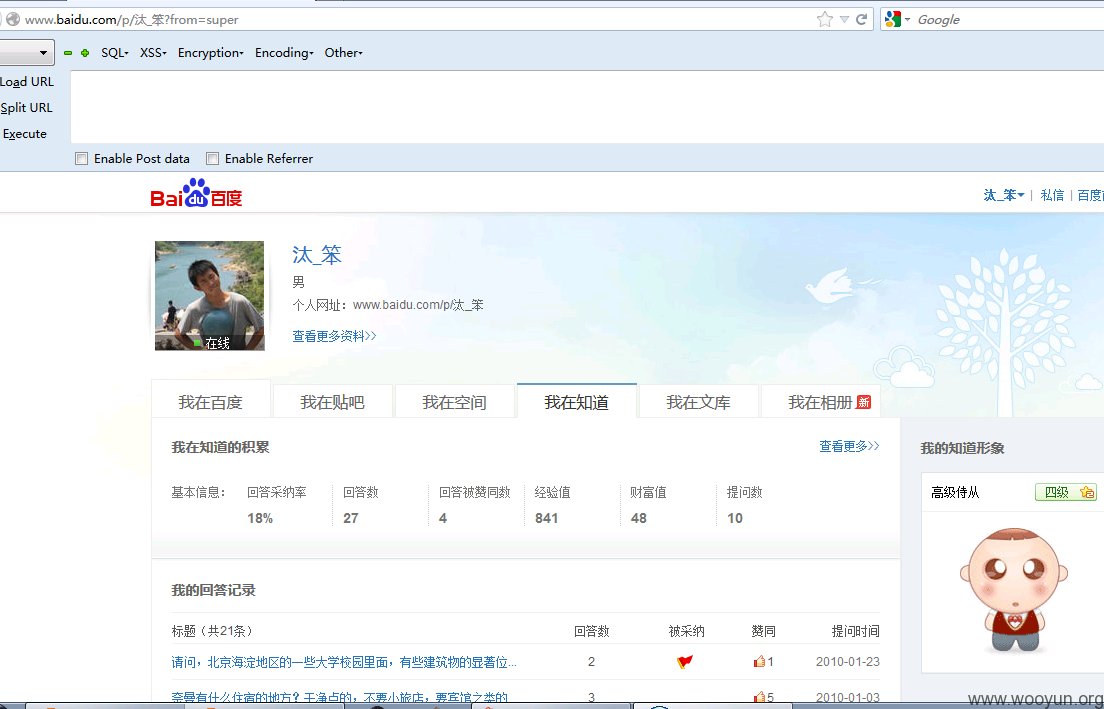 www.baidu.com/p/汰_笨?from=super
Google
SQL- XSS- Encryption- Encoding- Other-
Load URL
Split URL
Execute
Enable Post data Enable Referrer
Bai du 百度
汰_笨 | 私信 | 百度
汰_笨
男
个人网址：www.baidu.com/p/汰_笨
在线
查看更多资料>>
我在百度 我在贴吧 我在空间 我在知道 我在文库 我在相册 新
我在知道的积累 查看更多>>
基本信息： 回答采纳率 回答数 回答被赞同数 经验值 财富值 提问数
18% 27 4 841 48 10
我的知道形象
高级侍从 四级
我的回答记录
标题（共21条） 回答数 被采纳 赞同 提问时间
请问，北京海淀地区的一些大学校园里面，有些建筑物的显著位... 2 1 2010-01-23
奈曼有什么住宿的地方？干净点的，不要小旅店，要宾馆之类的 3 5 2010-01-03
www.wooyun.org